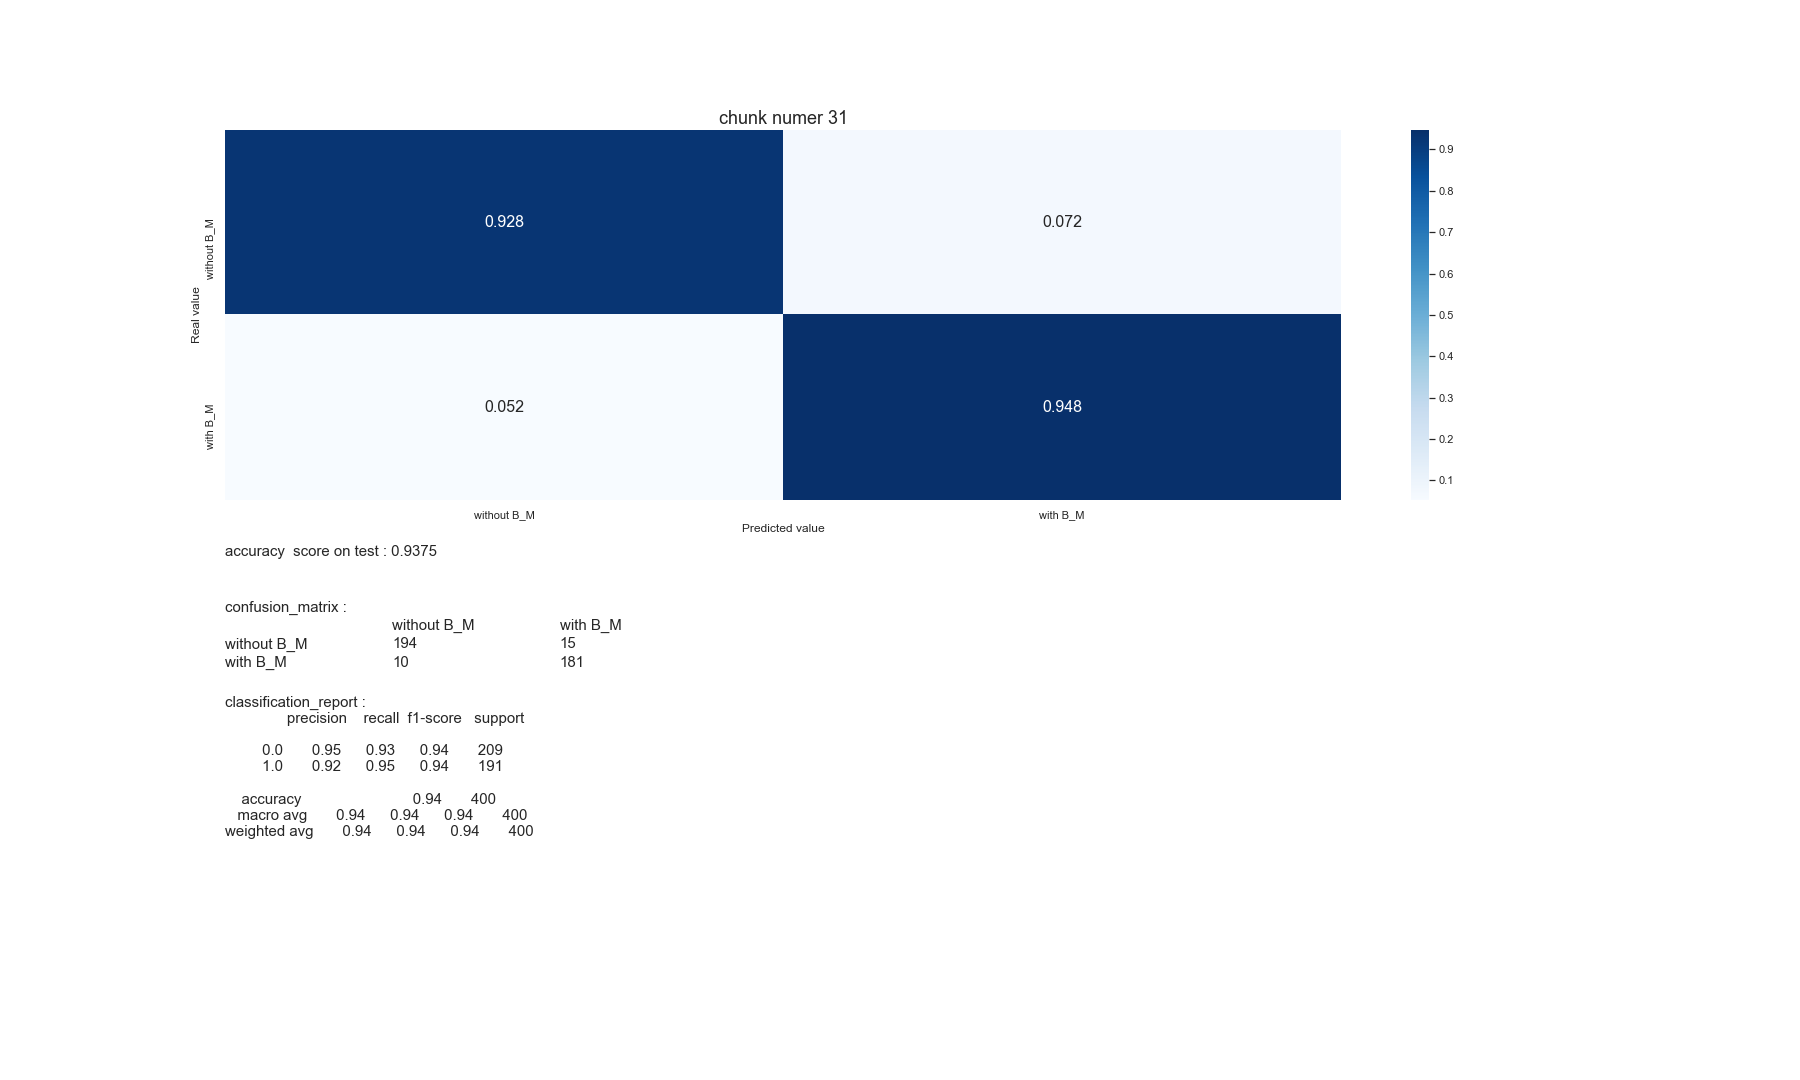 chunk numer 31
0.928
0.072
0.052
0.948
without B_M
with B_M
Real value
without B_M
with B_M
Predicted value
0.9
0.8
0.7
0.6
0.5
0.4
0.3
0.2
0.1
accuracy  score on test : 0.9375
confusion_matrix :
without B_M with B_M
without B_M 194 15
with B_M 10 181
classification_report :
precision recall f1-score support
0.0 0.95 0.93 0.94 209
1.0 0.92 0.95 0.94 191
accuracy 0.94 400
macro avg 0.94 0.94 0.94 400
weighted avg 0.94 0.94 0.94 400